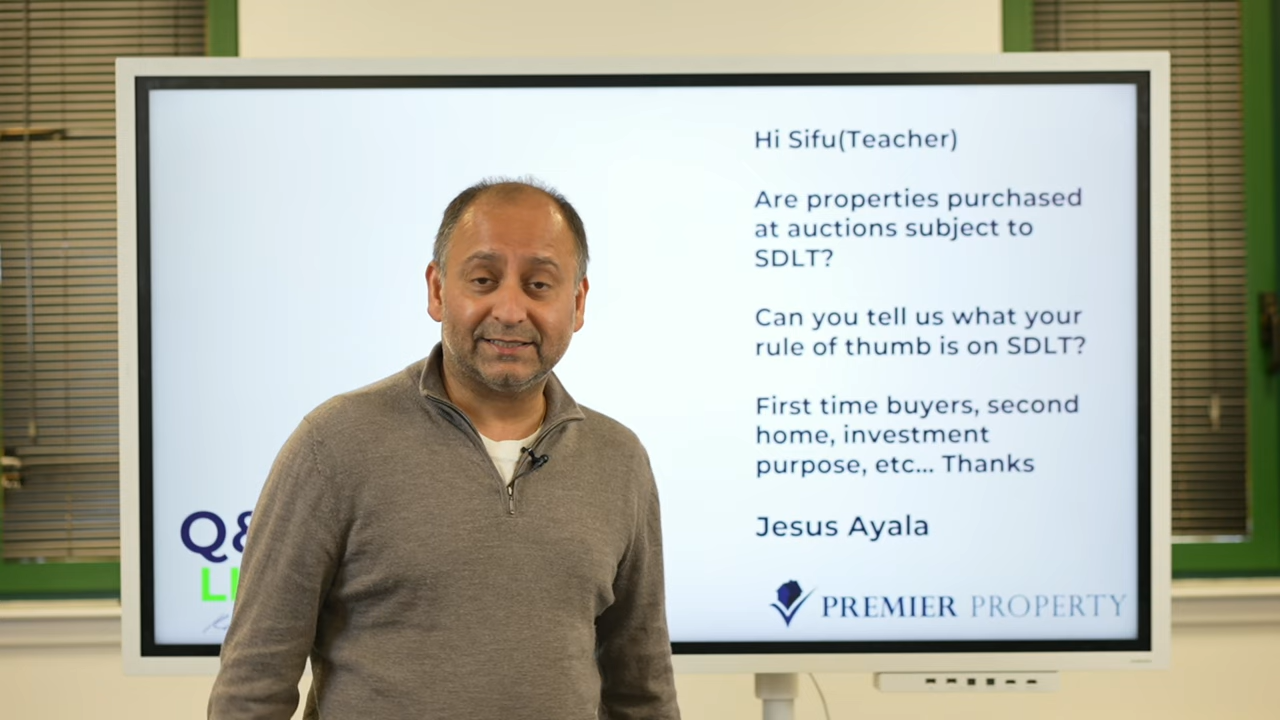 Hi Sifu(Teacher)
Are properties purchased
at auctions subject to
SDLT?
Can you tell us what your
rule of thumb is on SDLT?
First time buyers, second
home, investment
purpose, etc... Thanks
Jesus Ayala
Q&
LI
PREMIER PROPERTY